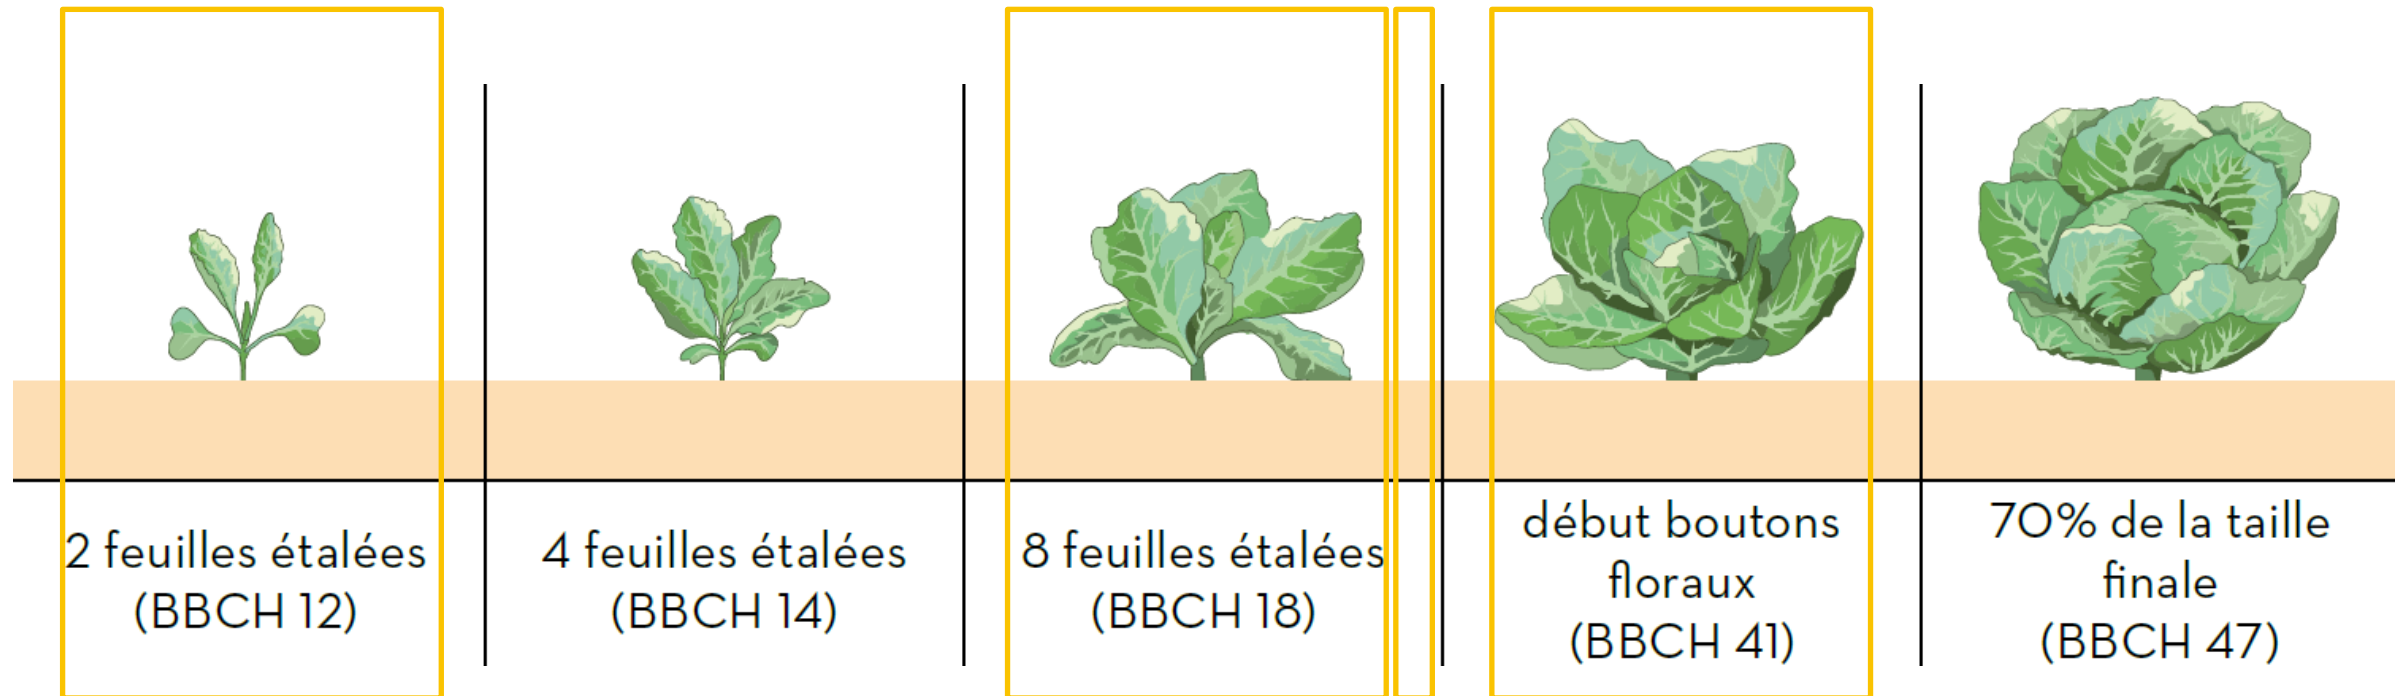 2 feuilles étalées
(BBCH 12)
4 feuilles étalées
(BBCH 14)
8 feuilles étalées
(BBCH 18)
début boutons
floraux
(BBCH 41)
70% de la taille
finale
(BBCH 47)